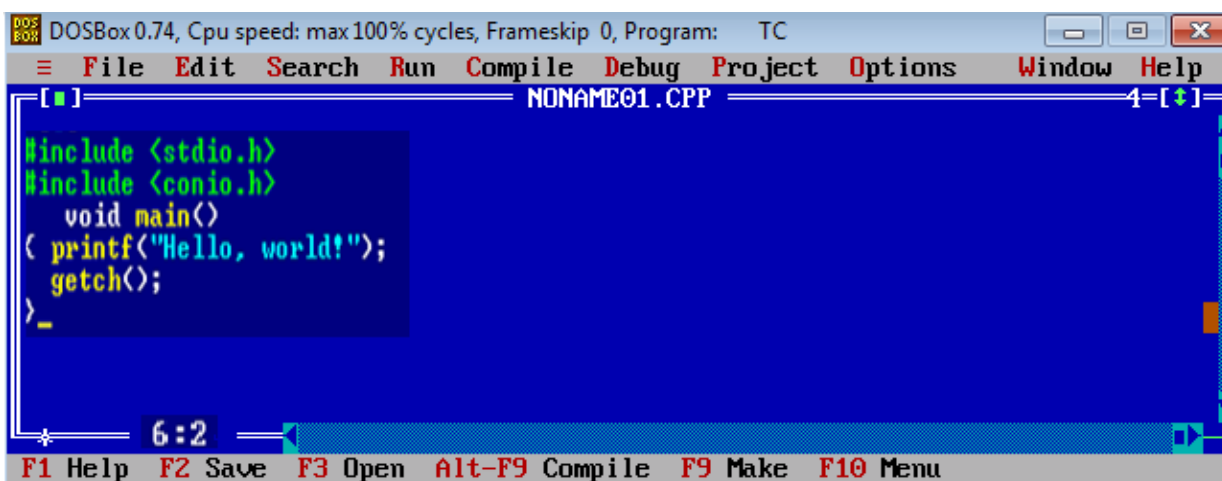 DOSBox 0.74, Cpu speed: max 100% cycles, Frameskip 0, Program: TC
≡ File Edit Search Run Compile Debug Project Options Window Help
[■] NONAME01.CPP 4=[↕]
#include <stdio.h>
#include <conio.h>
void main()
{ printf("Hello, world!");
getch();
}_
6:2
F1 Help F2 Save F3 Open Alt-F9 Compile F9 Make F10 Menu